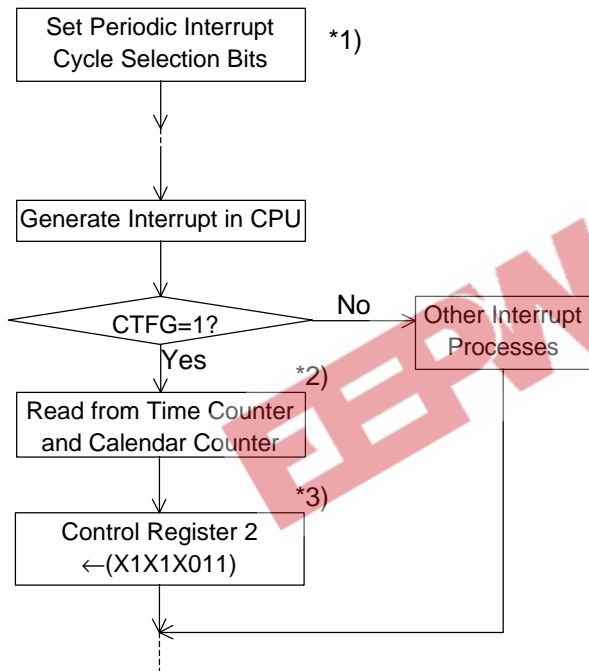 Set Periodic Interrupt
Cycle Selection Bits
*1)
Generate Interrupt in CPU
CTFG=1?
No
Other Interrupt
Processes
Yes
*2)
Read from Time Counter
and Calendar Counter
*3)
Control Register 2
←(X1X1X011)
EEPW